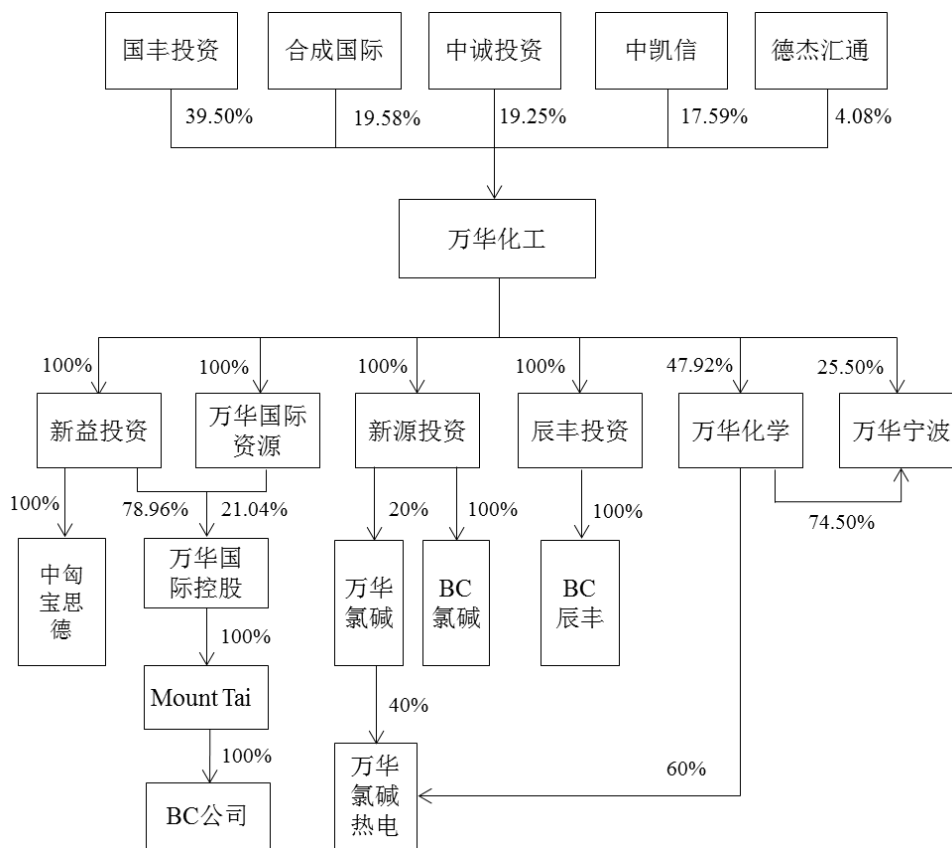 国丰投资
合成国际
中诚投资
中凯信
德杰汇通
39.50%
19.58%
19.25%
17.59%
4.08%
万华化工
100%
100%
100%
100%
47.92%
25.50%
新益投资
万华国际
资源
新源投资
辰丰投资
万华化学
万华宁波
100%
78.96%
21.04%
20%
100%
100%
74.50%
中匈
宝思
德
万华国
际控股
万华
氯碱
BC
氯碱
BC
辰丰
100%
Mount Tai
40%
100%
60%
BC公司
万华
氯碱
热电